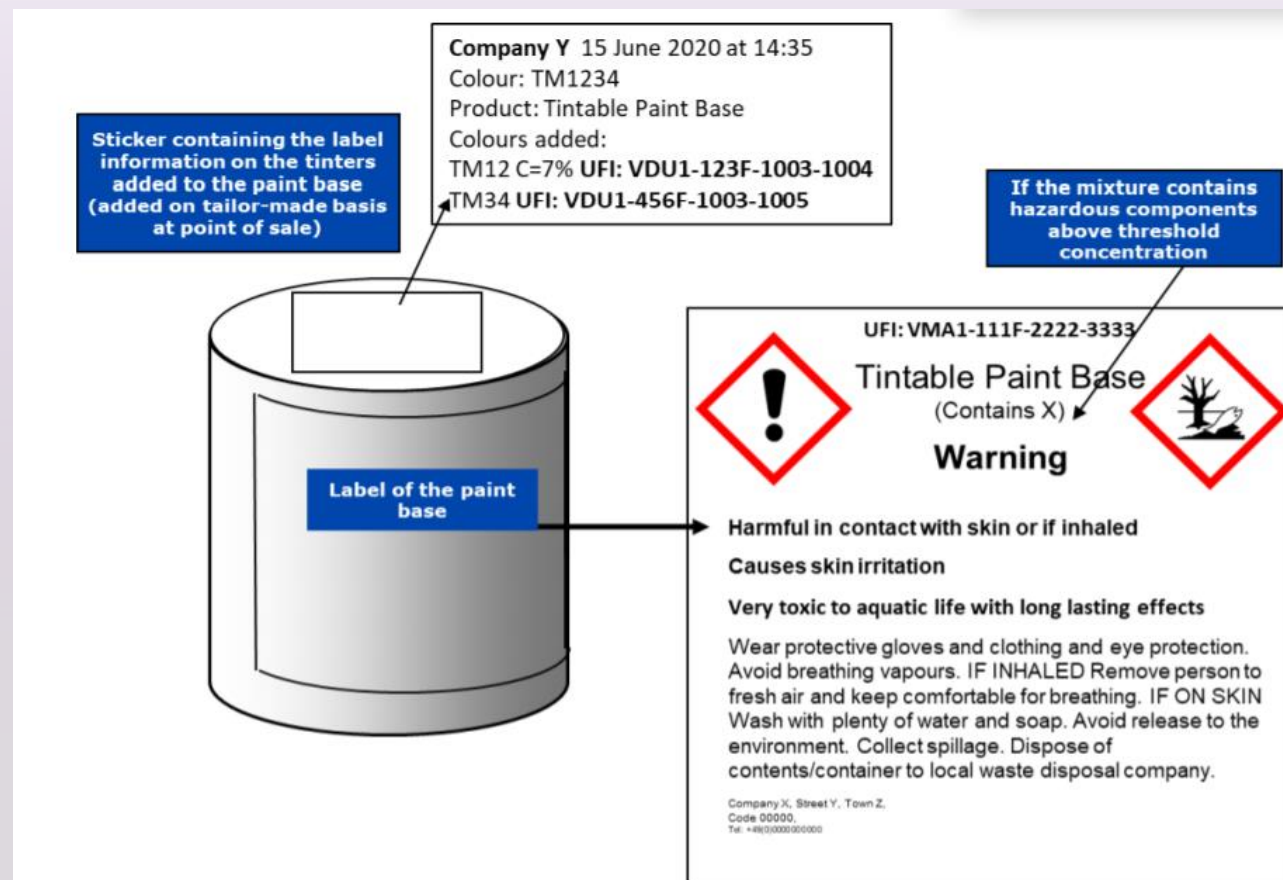 Company Y 15 June 2020 at 14:35
Colour: TM1234
Product: Tintable Paint Base
Colours added:
TM12 C=7% UFI: VDU1-123F-1003-1004
TM34 UFI: VDU1-456F-1003-1005
Sticker containing the label
information on the tinters
added to the paint base
(added on tailor-made basis
at point of sale)
If the mixture contains
hazardous components
above threshold
concentration
Label of the paint
base
UFI: VMA1-111F-2222-3333
Tintable Paint Base
(Contains X)
Warning
Harmful in contact with skin or if inhaled
Causes skin irritation
Very toxic to aquatic life with long lasting effects
Wear protective gloves and clothing and eye protection.
Avoid breathing vapours. IF INHALED Remove person to
fresh air and keep comfortable for breathing. IF ON SKIN
Wash with plenty of water and soap. Avoid release to the
environment. Collect spillage. Dispose of
contents/container to local waste disposal company.
Company X, Street Y, Town Z,
Code 00000,
Tel: +49(0)0000000000